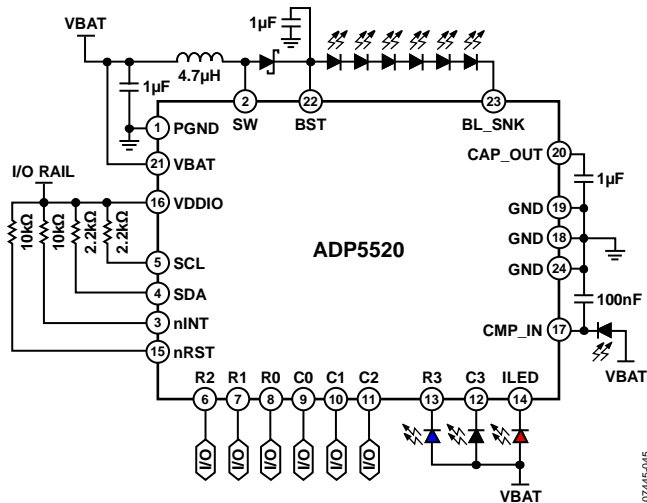 VBAT
1µF
4.7µH
1µF
2
SW
22
BST
23
BL_SNK
1
PGND
21
VBAT
I/O RAIL
16
VDDIO
10kΩ
10kΩ
2.2kΩ
2.2kΩ
5
SCL
4
SDA
3
nINT
15
nRST
ADP5520
CAP_OUT
20
1µF
GND
19
GND
18
GND
24
100nF
CMP_IN
17
VBAT
R2
R1
R0
C0
C1
C2
R3
C3
ILED
6
7
8
9
10
11
13
12
14
I/O
I/O
I/O
I/O
I/O
I/O
VBAT
07445-045